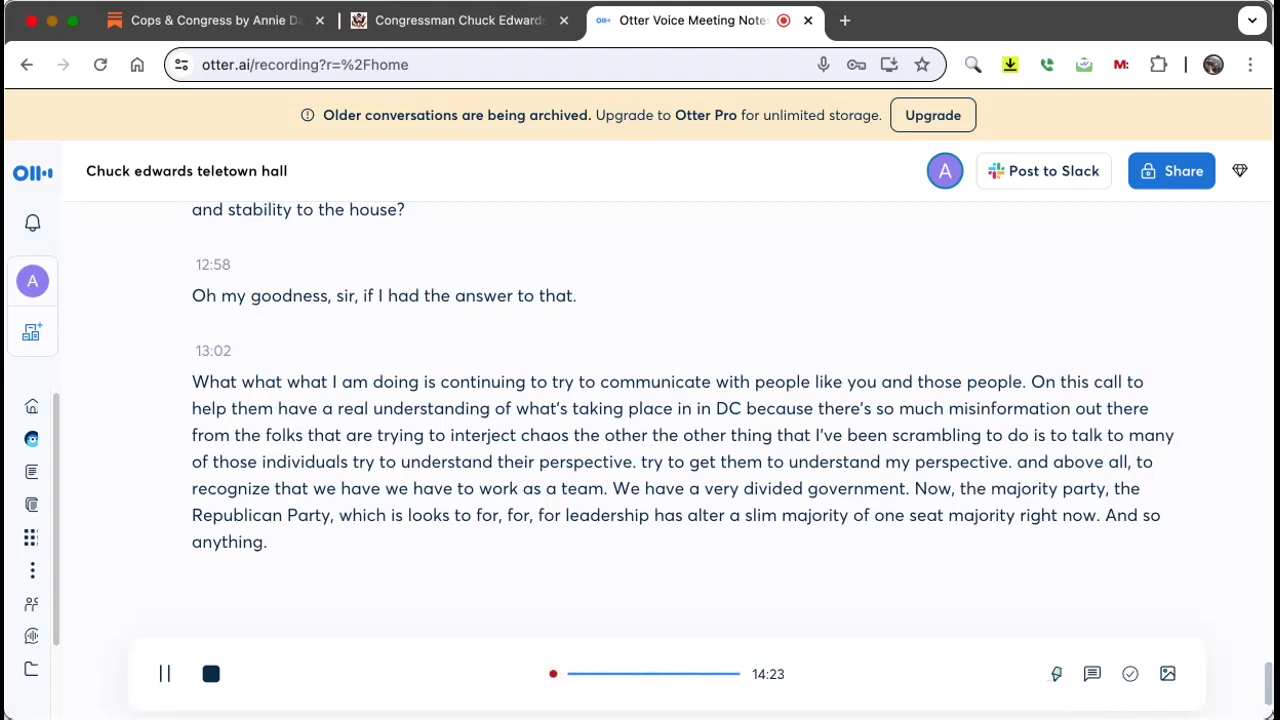 Cops & Congress by Annie Da
Congressman Chuck Edwards
Otter Voice Meeting Notes
otter.ai/recording?r=%2Fhome
M:
Older conversations are being archived. Upgrade to Otter Pro for unlimited storage.
Upgrade
Chuck edwards teletown hall
A
Post to Slack
Share
and stability to the house?
A
12:58
Oh my goodness, sir, if I had the answer to that.
13:02
What what what I am doing is continuing to try to communicate with people like you and those people. On this call to
help them have a real understanding of what's taking place in in DC because there's so much misinformation out there
from the folks that are trying to interject chaos the other the other thing that I've been scrambling to do is to talk to many
of those individuals try to understand their perspective. try to get them to understand my perspective. and above all, to
recognize that we have we have to work as a team. We have a very divided government. Now, the majority party, the
Republican Party, which is looks to for, for, for leadership has alter a slim majority of one seat majority right now. And so
anything.
14:23